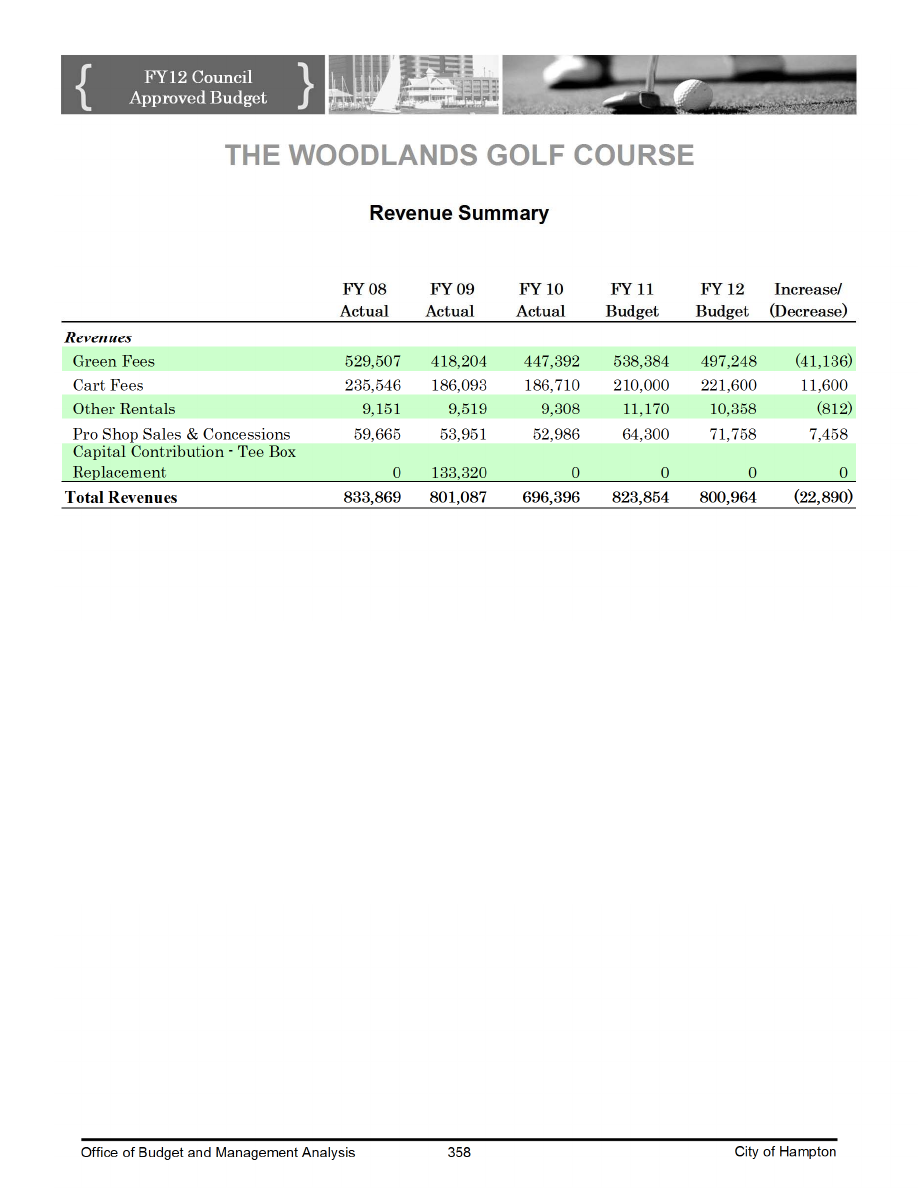 { FY12 Council }
Approved Budget
THE WOODLANDS GOLF COURSE
Revenue Summary
FY 08 FY 09 FY 10 FY 11 FY 12 Increase/
Actual Actual Actual Budget Budget (Decrease)
Revenues
Green Fees 529,507 418,204 447,392 538,384 497,248 (41,136)
Cart Fees 235,546 186,093 186,710 210,000 221,600 11,600
Other Rentals 9,151 9,519 9,308 11,170 10,358 (812)
Pro Shop Sales & Concessions 59,665 53,951 52,986 64,300 71,758 7,458
Capital Contribution - Tee Box
Replacement 0 133,320 0 0 0 0
Total Revenues 833,869 801,087 696,396 823,854 800,964 (22,890)
Office of Budget and Management Analysis 358 City of Hampton